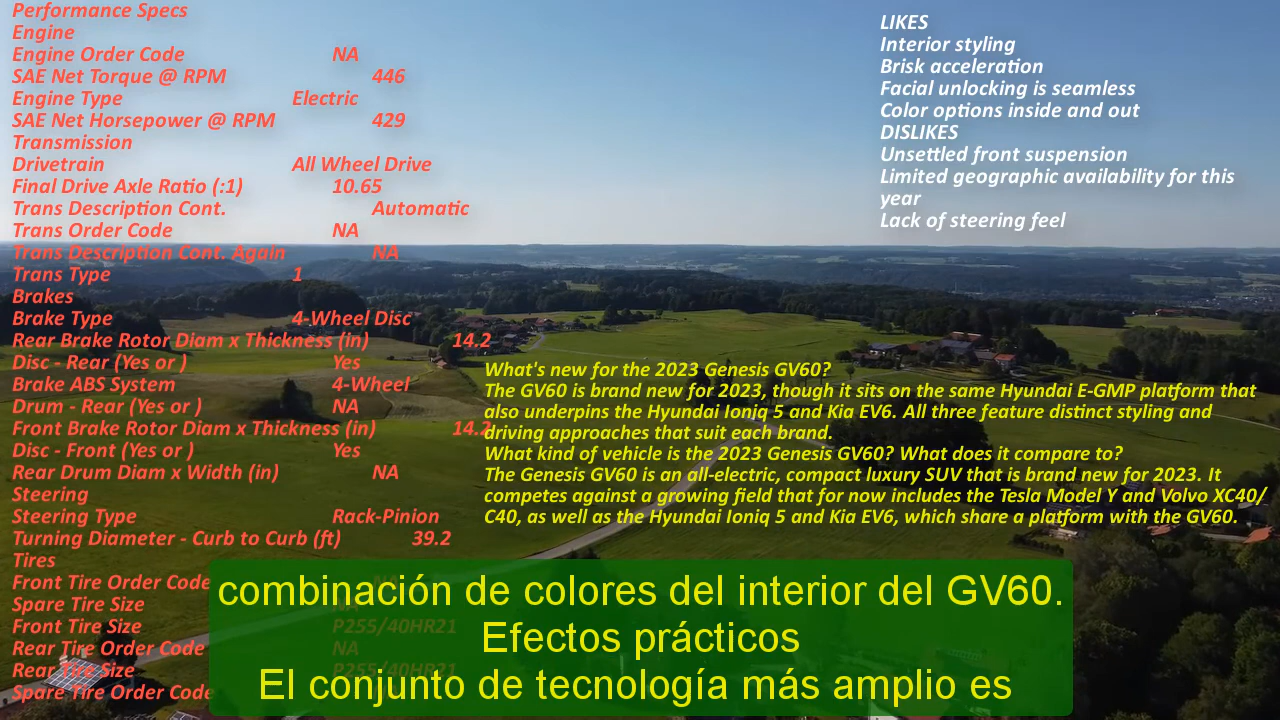 Performance Specs
Engine
Engine Order Code NA
SAE Net Torque @ RPM 446
Engine Type Electric
SAE Net Horsepower @ RPM 429
Transmission
Drivetrain All Wheel Drive
Final Drive Axle Ratio (:1) 10.65
Trans Description Cont. Automatic
Trans Order Code NA
Trans Description Cont. Again NA
Trans Type 1
Brakes
Brake Type 4-Wheel Disc
Rear Brake Rotor Diam x Thickness (in) 14.2
Disc - Rear (Yes or ) Yes
Brake ABS System 4-Wheel
Drum - Rear (Yes or ) NA
Front Brake Rotor Diam x Thickness (in) 14.2
Disc - Front (Yes or ) Yes
Rear Drum Diam x Width (in) NA
Steering
Steering Type Rack-Pinion
Turning Diameter - Curb to Curb (ft) 39.2
Tires
Front Tire Order Code NA
Spare Tire Size NA
Front Tire Size P255/40HR21
Rear Tire Order Code NA
Rear Tire Size P255/40HR21
Spare Tire Order Code
LIKES
Interior styling
Brisk acceleration
Facial unlocking is seamless
Color options inside and out
DISLIKES
Unsettled front suspension
Limited geographic availability for this
year
Lack of steering feel
What's new for the 2023 Genesis GV60?
The GV60 is brand new for 2023, though it sits on the same Hyundai E-GMP platform that
also underpins the Hyundai Ioniq 5 and Kia EV6. All three feature distinct styling and
driving approaches that suit each brand.
What kind of vehicle is the 2023 Genesis GV60? What does it compare to?
The Genesis GV60 is an all-electric, compact luxury SUV that is brand new for 2023. It
competes against a growing field that for now includes the Tesla Model Y and Volvo XC40/
C40, as well as the Hyundai Ioniq 5 and Kia EV6, which share a platform with the GV60.
combinación de colores del interior del GV60.
Efectos prácticos
El conjunto de tecnología más amplio es